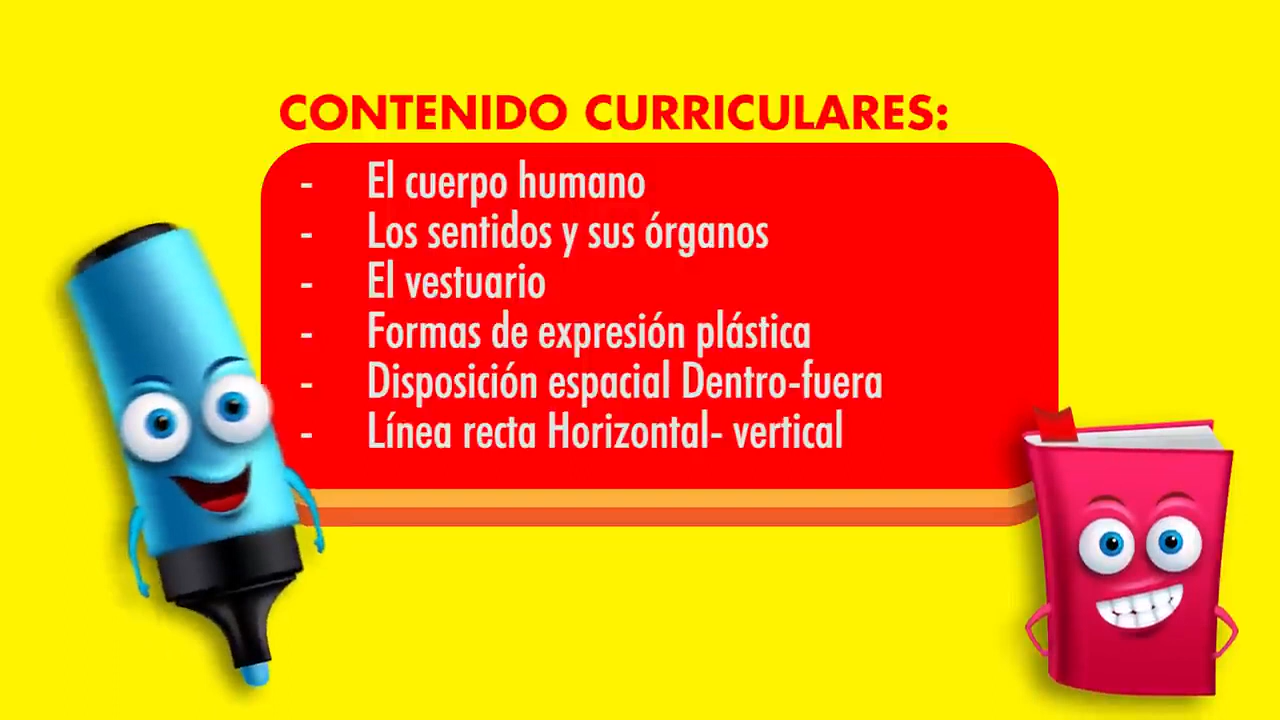 CONTENIDO CURRICULARES:
- El cuerpo humano
- Los sentidos y sus órganos
- El vestuario
- Formas de expresión plástica
- Disposición espacial Dentro-fuera
- Línea recta Horizontal- vertical